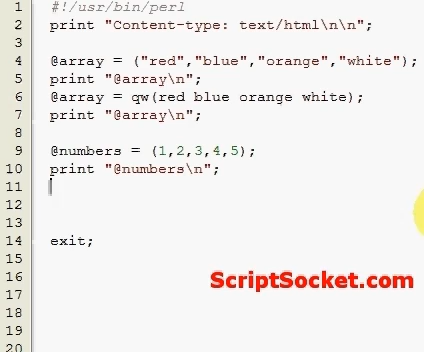 1 #!/usr/bin/perl
2 print "Content-type: text/html\n\n";
3
4 @array = ("red","blue","orange","white");
5 print "@array\n";
6 @array = qw(red blue orange white);
7 print "@array\n";
8
9 @numbers = (1,2,3,4,5);
10 print "@numbers\n";
11
12
13
14 exit;
15
16
ScriptSocket.com
17
18
19
20